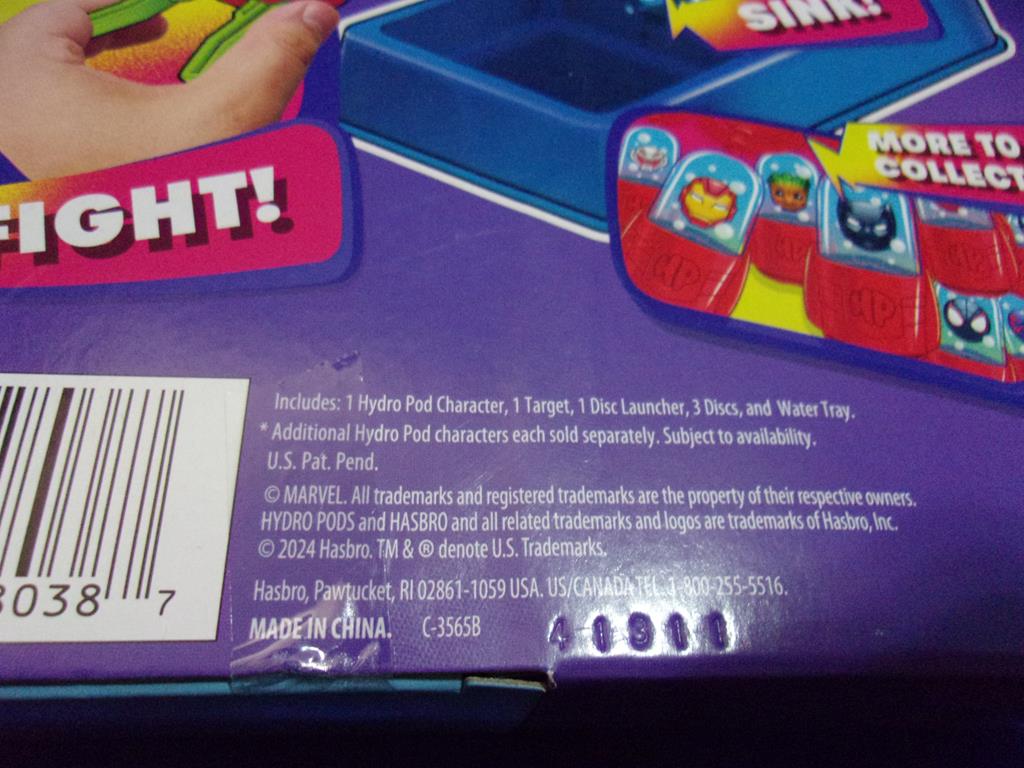 SINK!
MORE TO
COLLECT
FIGHT!
HP
HP
HP
Includes: 1 Hydro Pod Character, 1 Target, 1 Disc Launcher, 3 Discs, and Water Tray.
* Additional Hydro Pod characters each sold separately. Subject to availability.
U.S. Pat. Pend.
© MARVEL. All trademarks and registered trademarks are the property of their respective owners.
HYDRO PODS and HASBRO and all related trademarks and logos are trademarks of Hasbro, Inc.
© 2024 Hasbro. TM & ® denote U.S. Trademarks.
Hasbro, Pawtucket, RI 02861-1059 USA. US/CANADA TEL. 1-800-255-5516.
MADE IN CHINA. C-3565B 41311
8038 7